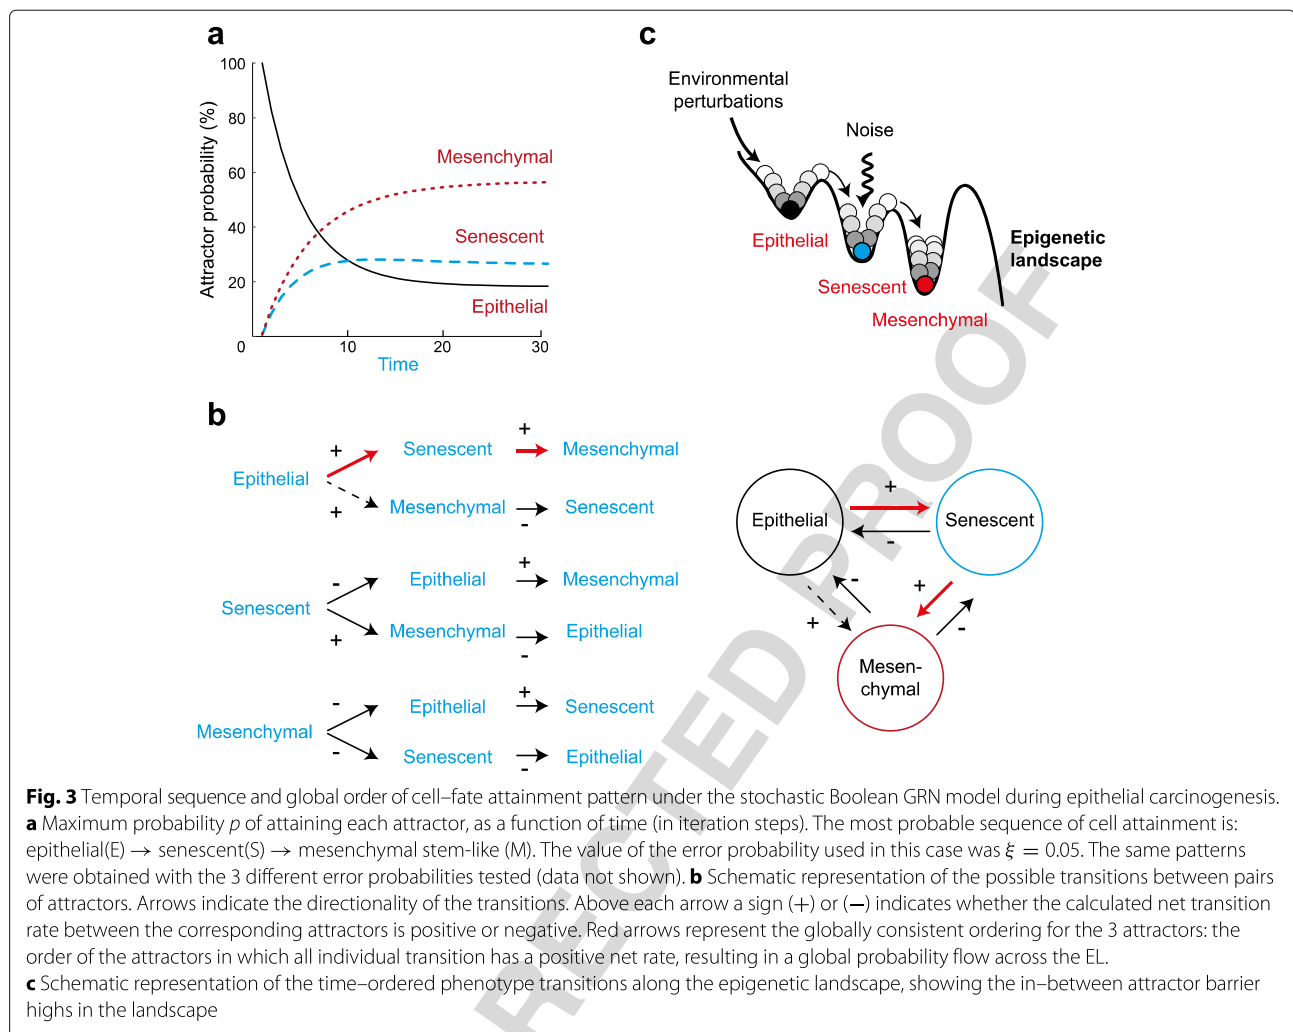 a
100
80
60
40
20
0
10
20
30
Attractor probability (%)
Time
Mesenchymal
Senescent
Epithelial
c
Environmental
perturbations
Noise
Epithelial
Senescent
Mesenchymal
Epigenetic
landscape
b
Epithelial
+
Senescent
+
Mesenchymal
+
Mesenchymal
-
Senescent
Senescent
-
Epithelial
+
Mesenchymal
+
Mesenchymal
-
Epithelial
Mesenchymal
-
Epithelial
+
Senescent
-
Senescent
-
Epithelial
Epithelial
+
-
Senescent
-
+
+
-
Mesen-
chymal
RECTED PROOF
Fig. 3 Temporal sequence and global order of cell–fate attainment pattern under the stochastic Boolean GRN model during epithelial carcinogenesis.
a Maximum probability p of attaining each attractor, as a function of time (in iteration steps). The most probable sequence of cell attainment is:
epithelial(E) → senescent(S) → mesenchymal stem-like (M). The value of the error probability used in this case was ξ = 0.05. The same patterns
were obtained with the 3 different error probabilities tested (data not shown). b Schematic representation of the possible transitions between pairs
of attractors. Arrows indicate the directionality of the transitions. Above each arrow a sign (+) or (−) indicates whether the calculated net transition
rate between the corresponding attractors is positive or negative. Red arrows represent the globally consistent ordering for the 3 attractors: the
order of the attractors in which all individual transition has a positive net rate, resulting in a global probability flow across the EL.
c Schematic representation of the time–ordered phenotype transitions along the epigenetic landscape, showing the in–between attractor barrier
highs in the landscape